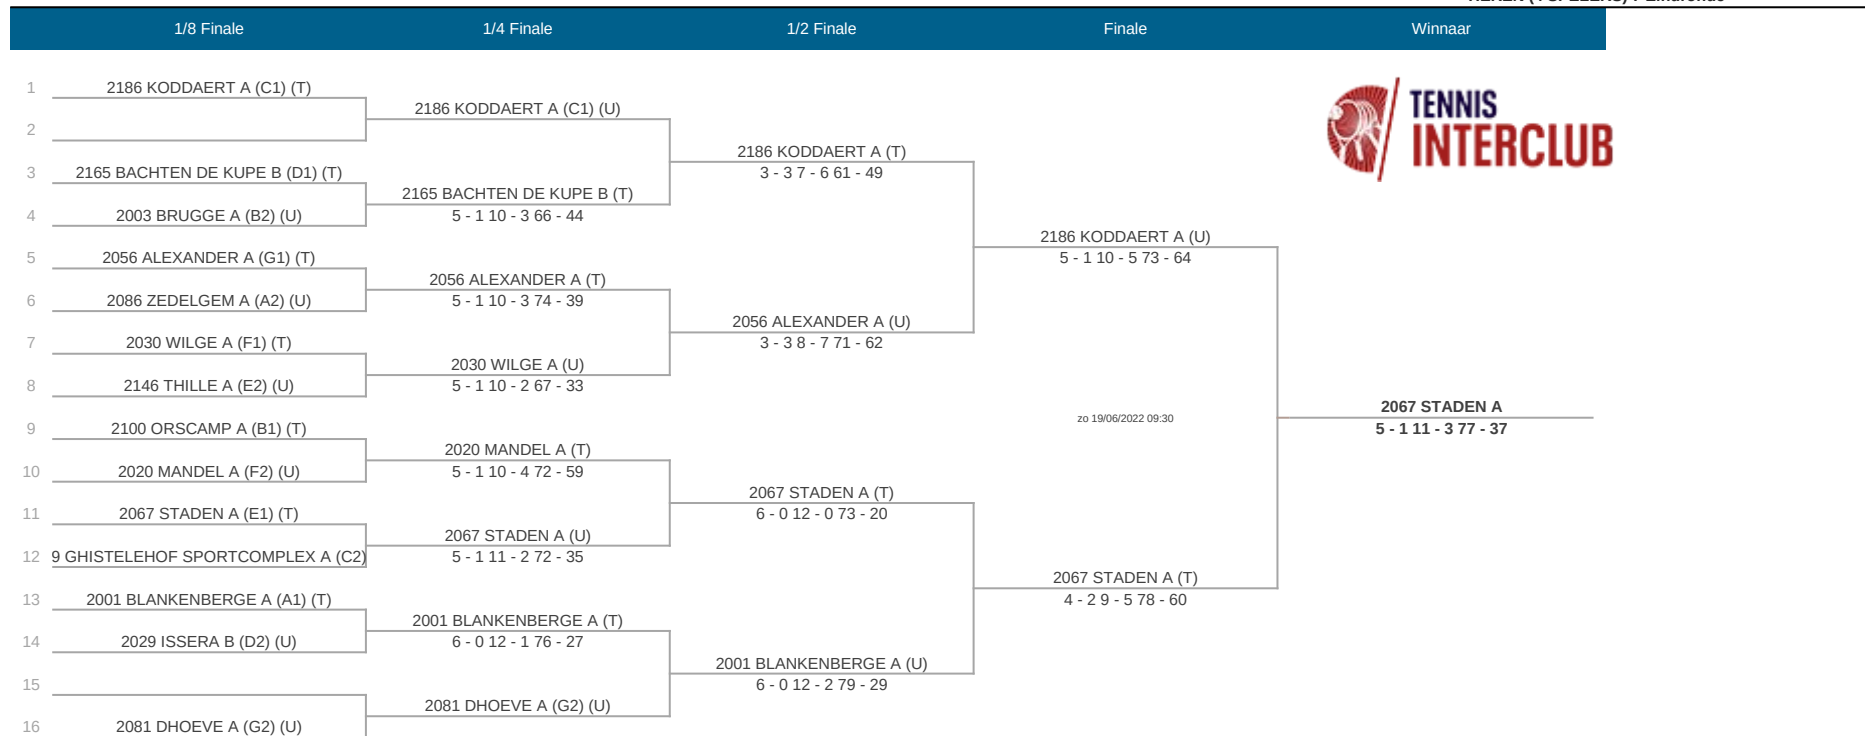 1/8 Finale 1/4 Finale 1/2 Finale Finale Winnaar
1 2186 KODDAERT A (C1) (T)
2186 KODDAERT A (C1) (U)
2
2186 KODDAERT A (T)
3 - 3 7 - 6 61 - 49
3 2165 BACHTEN DE KUPE B (D1) (T)
2165 BACHTEN DE KUPE B (T)
5 - 1 10 - 3 66 - 44
4 2003 BRUGGE A (B2) (U)
2186 KODDAERT A (U)
5 - 1 10 - 5 73 - 64
5 2056 ALEXANDER A (G1) (T)
2056 ALEXANDER A (T)
5 - 1 10 - 3 74 - 39
6 2086 ZEDELGEM A (A2) (U)
2056 ALEXANDER A (U)
3 - 3 8 - 7 71 - 62
7 2030 WILGE A (F1) (T)
2030 WILGE A (U)
5 - 1 10 - 2 67 - 33
8 2146 THILLE A (E2) (U)
2067 STADEN A
5 - 1 11 - 3 77 - 37
zo 19/06/2022 09:30
9 2100 ORSCAMP A (B1) (T)
2020 MANDEL A (T)
5 - 1 10 - 4 72 - 59
10 2020 MANDEL A (F2) (U)
2067 STADEN A (T)
6 - 0 12 - 0 73 - 20
11 2067 STADEN A (E1) (T)
2067 STADEN A (U)
5 - 1 11 - 2 72 - 35
12 9 GHISTELEHOF SPORTCOMPLEX A (C2)
2067 STADEN A (T)
4 - 2 9 - 5 78 - 60
13 2001 BLANKENBERGE A (A1) (T)
2001 BLANKENBERGE A (T)
6 - 0 12 - 1 76 - 27
14 2029 ISSERA B (D2) (U)
2001 BLANKENBERGE A (U)
6 - 0 12 - 2 79 - 29
15
2081 DHOEVE A (G2) (U)
16 2081 DHOEVE A (G2) (U)
TENNIS
INTERCLUB